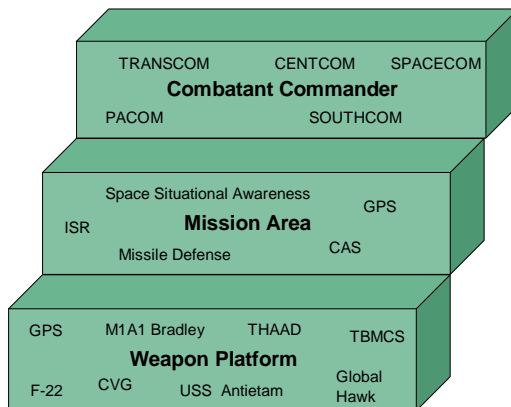 TRANSCOM CENTCOM SPACECOM
Combatant Commander
PACOM SOUTHCOM
Space Situational Awareness
GPS
Mission Area
ISR
CAS
Missile Defense
GPS M1A1 Bradley THAAD TBMCS
Weapon Platform
F-22 CVG USS Antietam Global
Hawk